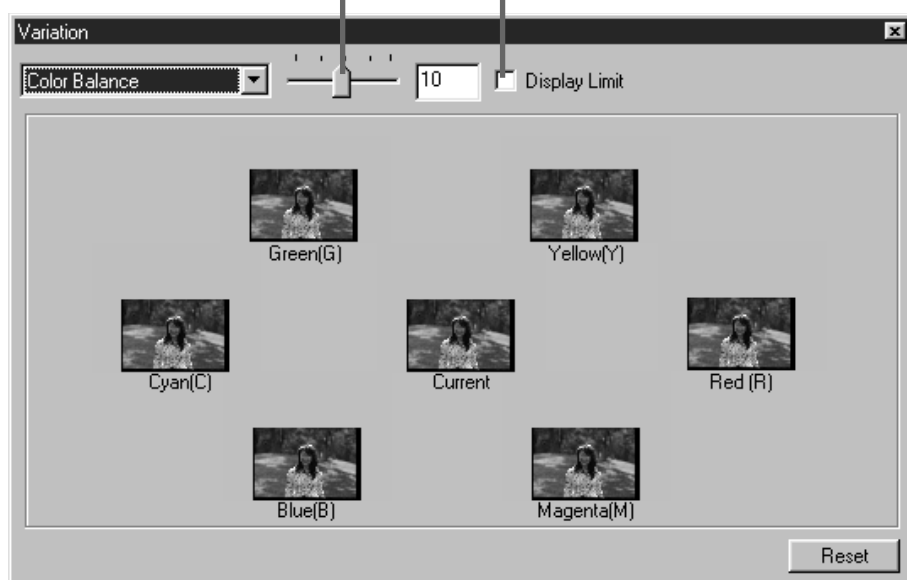 Variation
Color Balance
10
Display Limit
Green(G)
Yellow(Y)
Cyan(C)
Current
Red (R)
Blue(B)
Magenta(M)
Reset